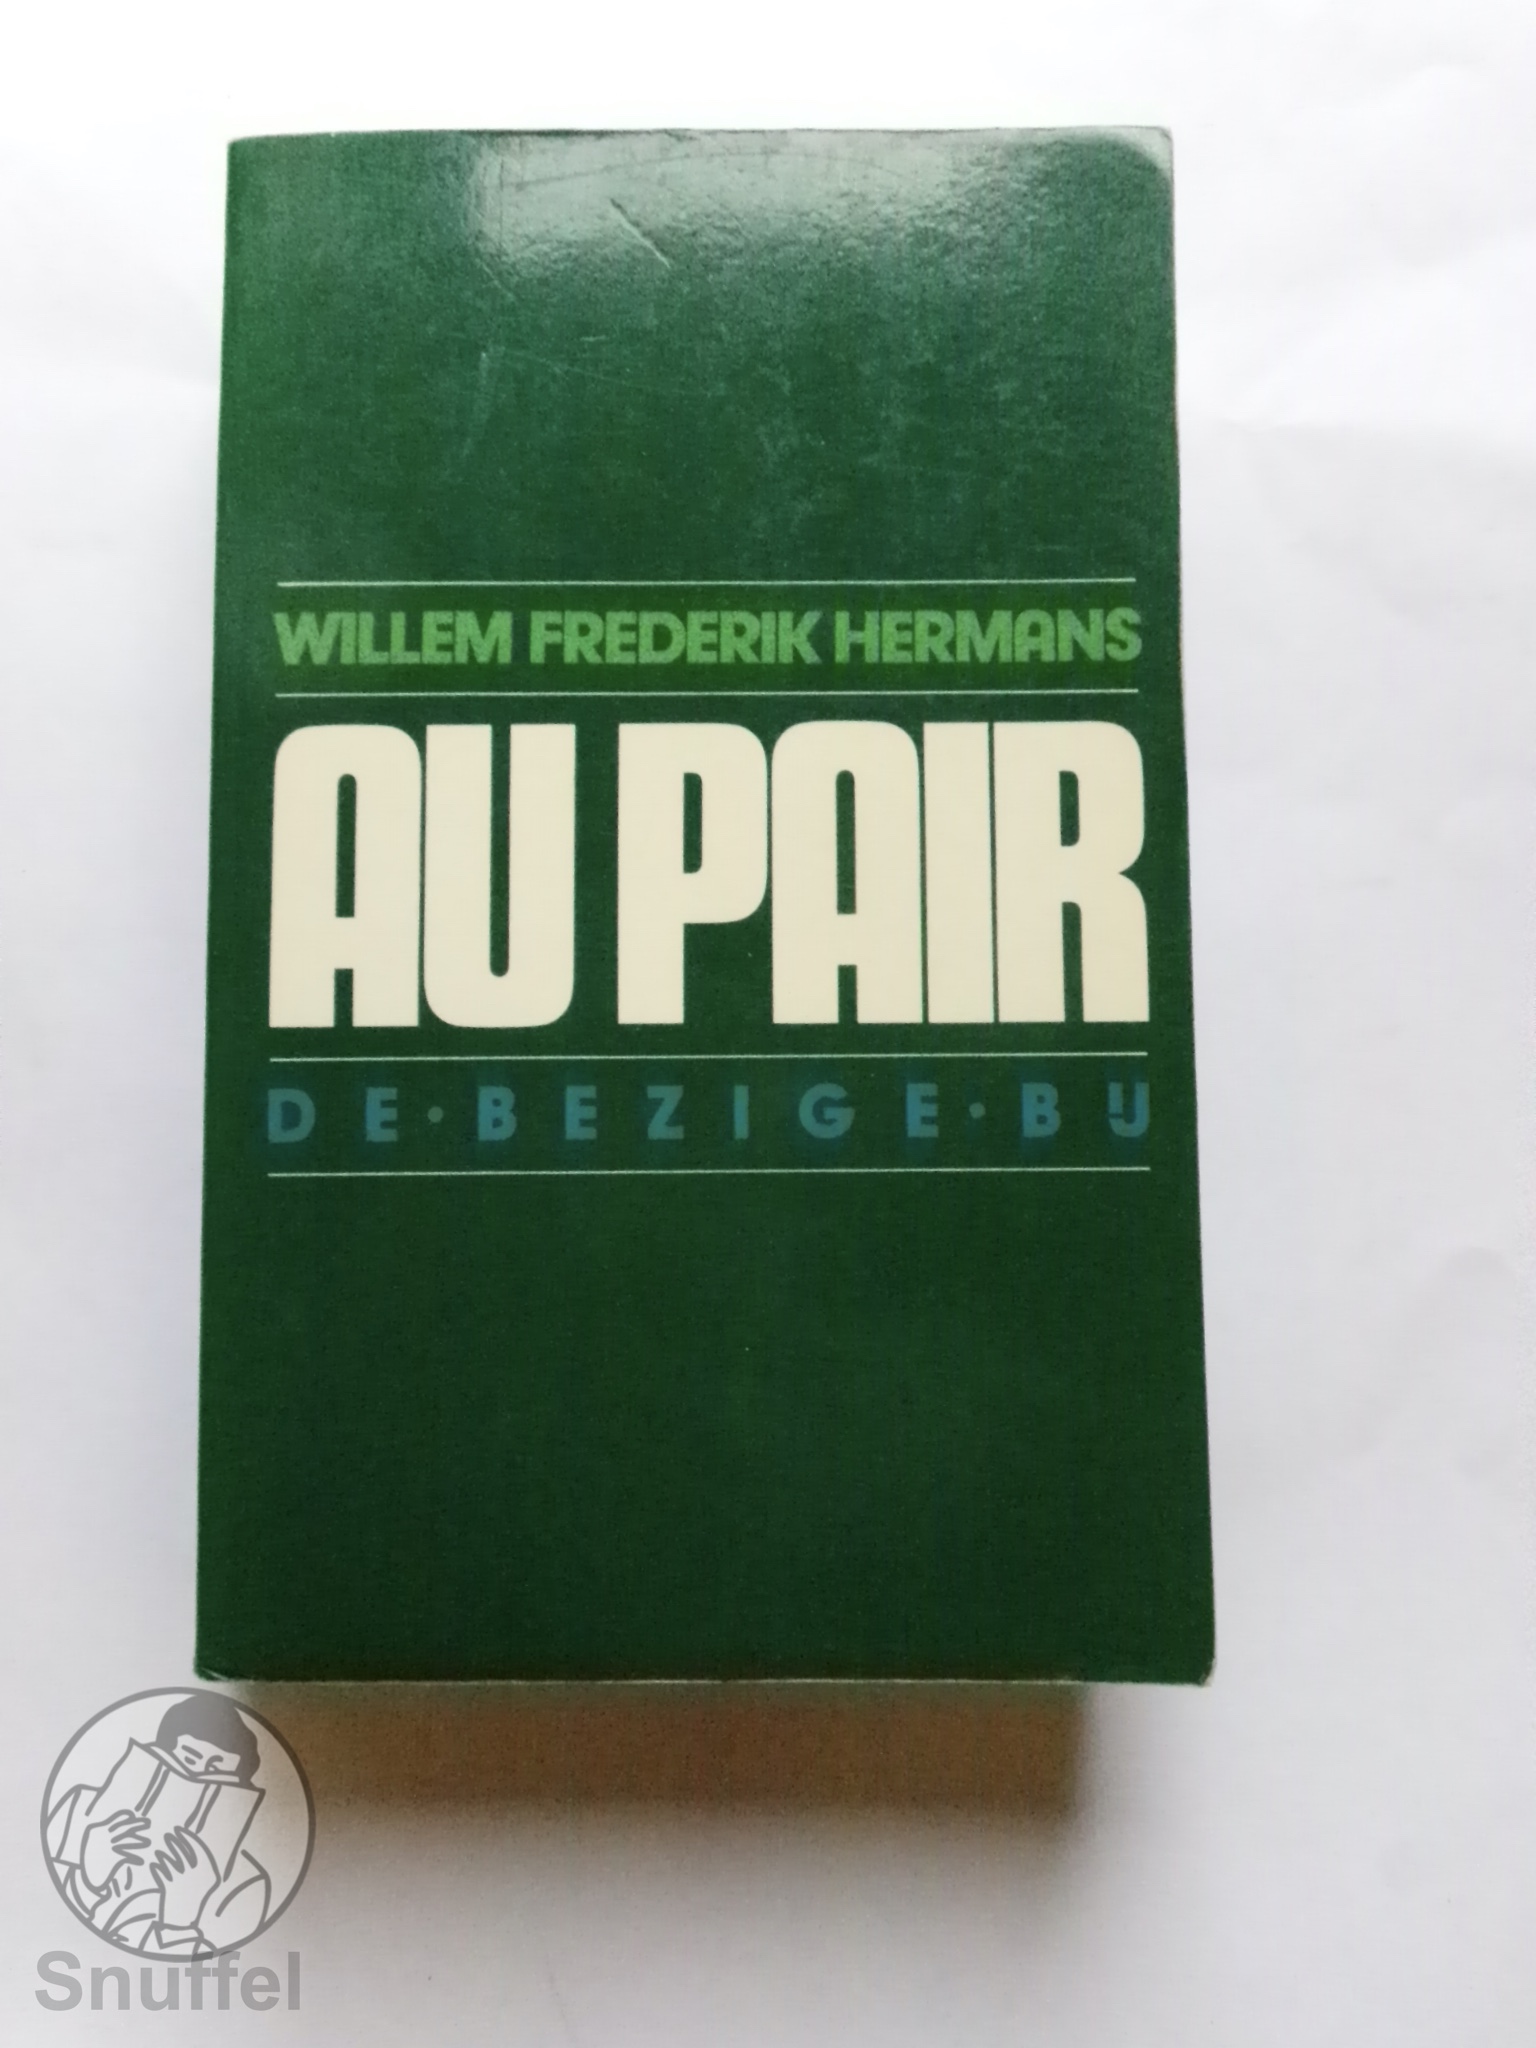 WILLEM FREDERIK HERMANS
AU PAIR
DE·BEZIGE·BIJ
Snuffel